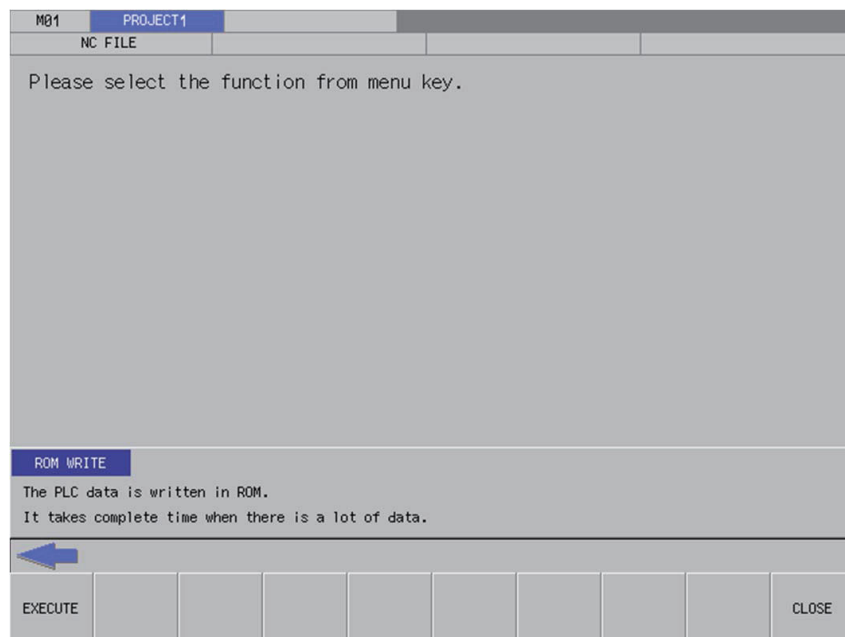 M01 PROJECT1
NC FILE
Please select the function from menu key.
ROM WRITE
The PLC data is written in ROM.
It takes complete time when there is a lot of data.
EXECUTE CLOSE